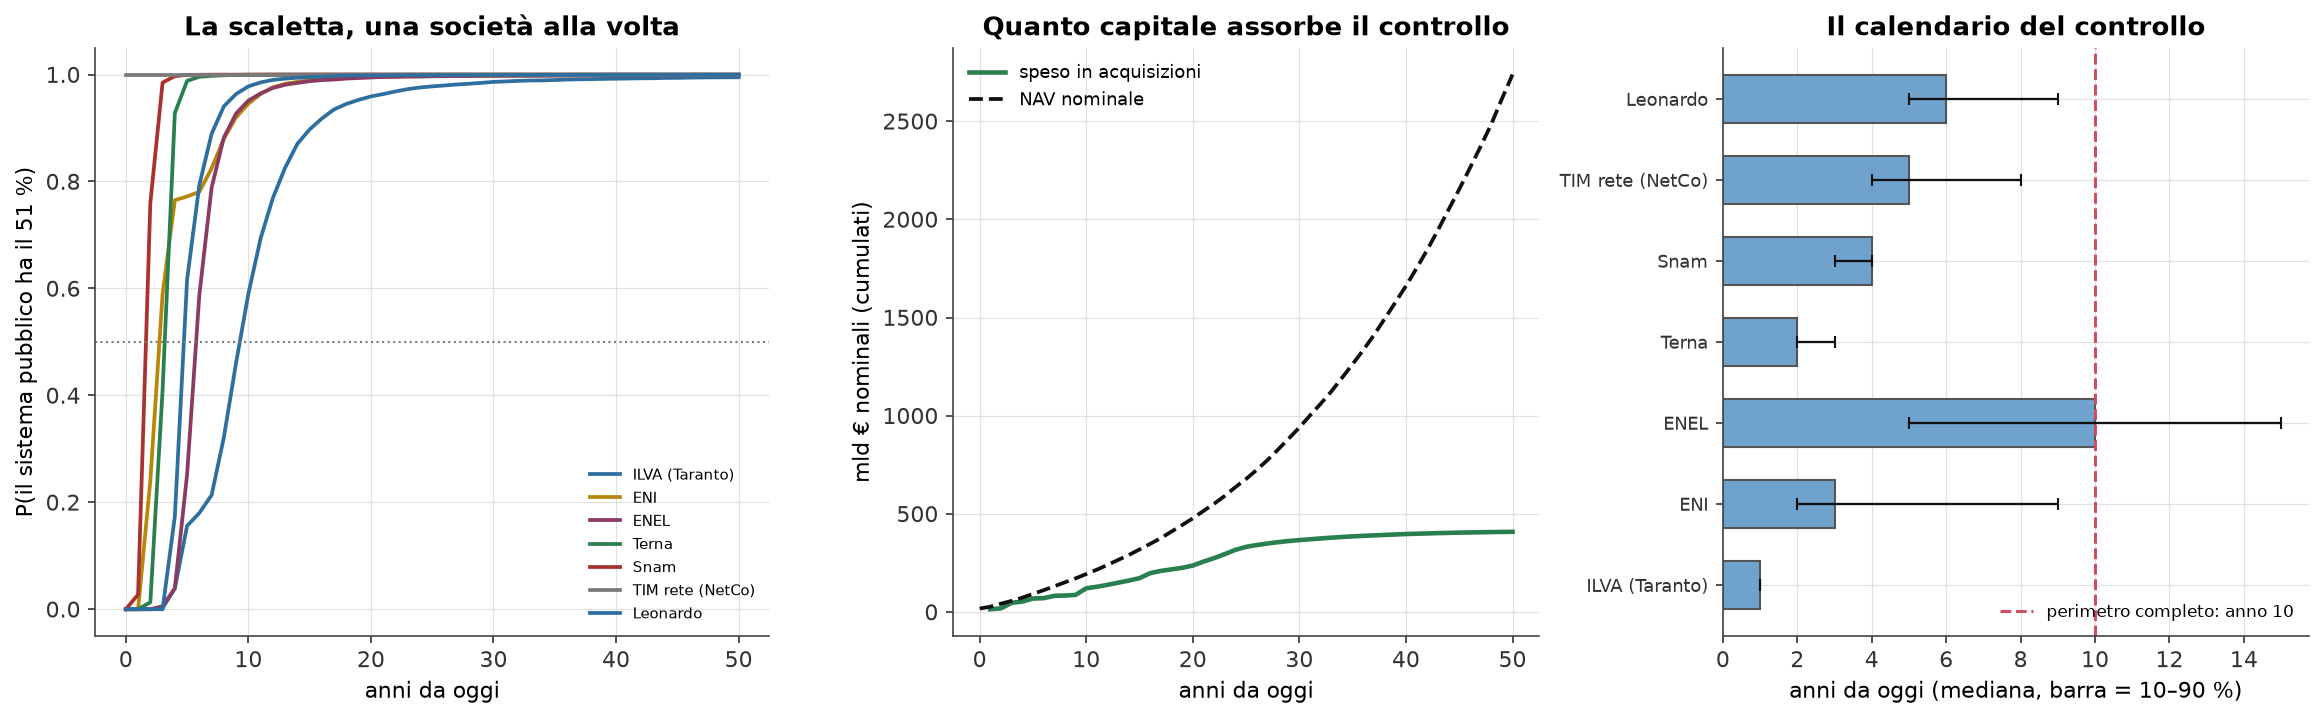 La scaletta, una società alla volta
P(il sistema pubblico ha il 51 %)
1.0
0.8
0.6
0.4
0.2
0.0
ILVA (Taranto)
ENI
ENEL
Terna
Snam
TIM rete (NetCo)
Leonardo
0 10 20 30 40 50
anni da oggi
Quanto capitale assorbe il controllo
mld € nominali (cumulati)
speso in acquisizioni
NAV nominale
2500
2000
1500
1000
500
0
0 10 20 30 40 50
anni da oggi
Il calendario del controllo
Leonardo
TIM rete (NetCo)
Snam
Terna
ENEL
ENI
ILVA (Taranto)
perimetro completo: anno 10
0 2 4 6 8 10 12 14
anni da oggi (mediana, barra = 10–90 %)